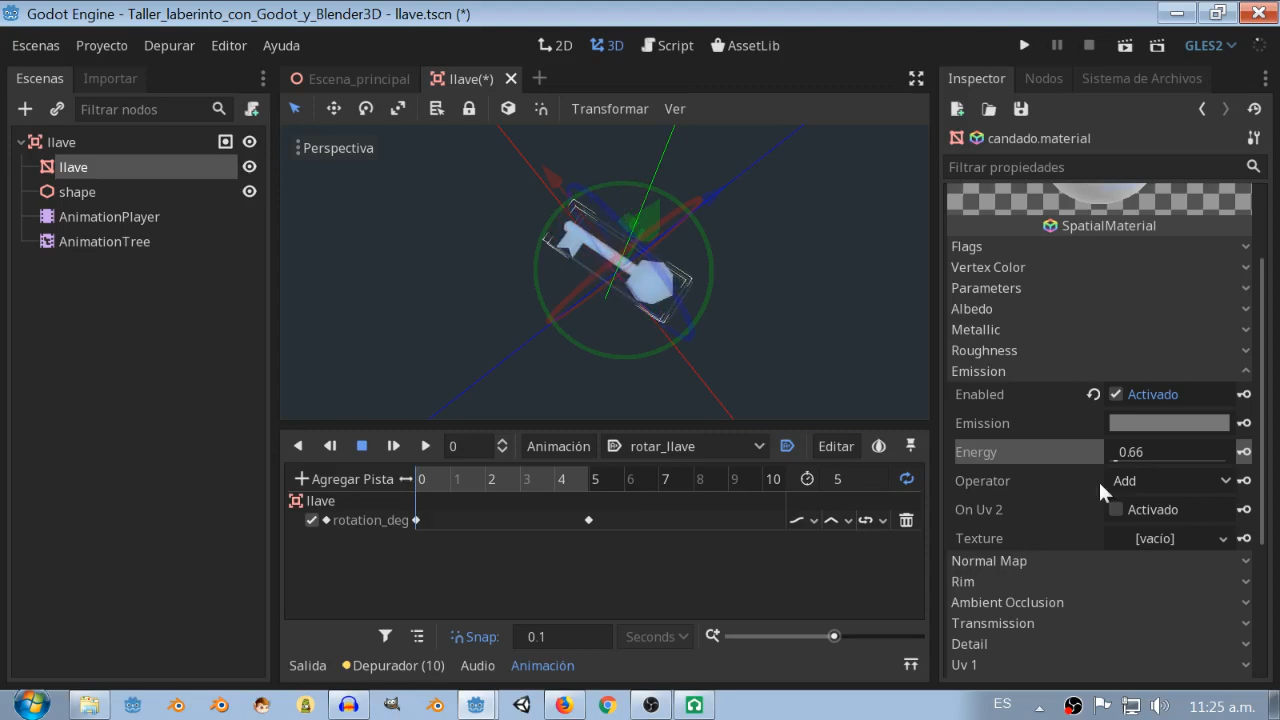 Godot Engine - Taller_laberinto_con_Godot_y_Blender3D - llave.tscn (*)
Escenas Proyecto Depurar Editor Ayuda 2D 3D Script AssetLib GLES2
Escenas Importar Escena_principal llave(*) Inspector Nodos Sistema de Archivos
Filtrar nodos Transformar Ver
llave candado.material
Perspectiva
llave Filtrar propiedades
shape
AnimationPlayer SpatialMaterial
AnimationTree
Flags
Vertex Color
Parameters
Albedo
Metallic
Roughness
Emission
Enabled Activado
Emission
Energy 0.66
Operator Add
On Uv 2 Activado
Texture [vacío]
Normal Map
Rim
Ambient Occlusion
Transmission
Detail
Uv 1
0 Animación rotar_llave Editar
Agregar Pista 0 1 2 3 4 5 6 7 8 9 10 5
llave
rotation_deg
Snap: 0.1 Seconds
Salida Depurador (10) Audio Animación
ES 11:25 a.m.